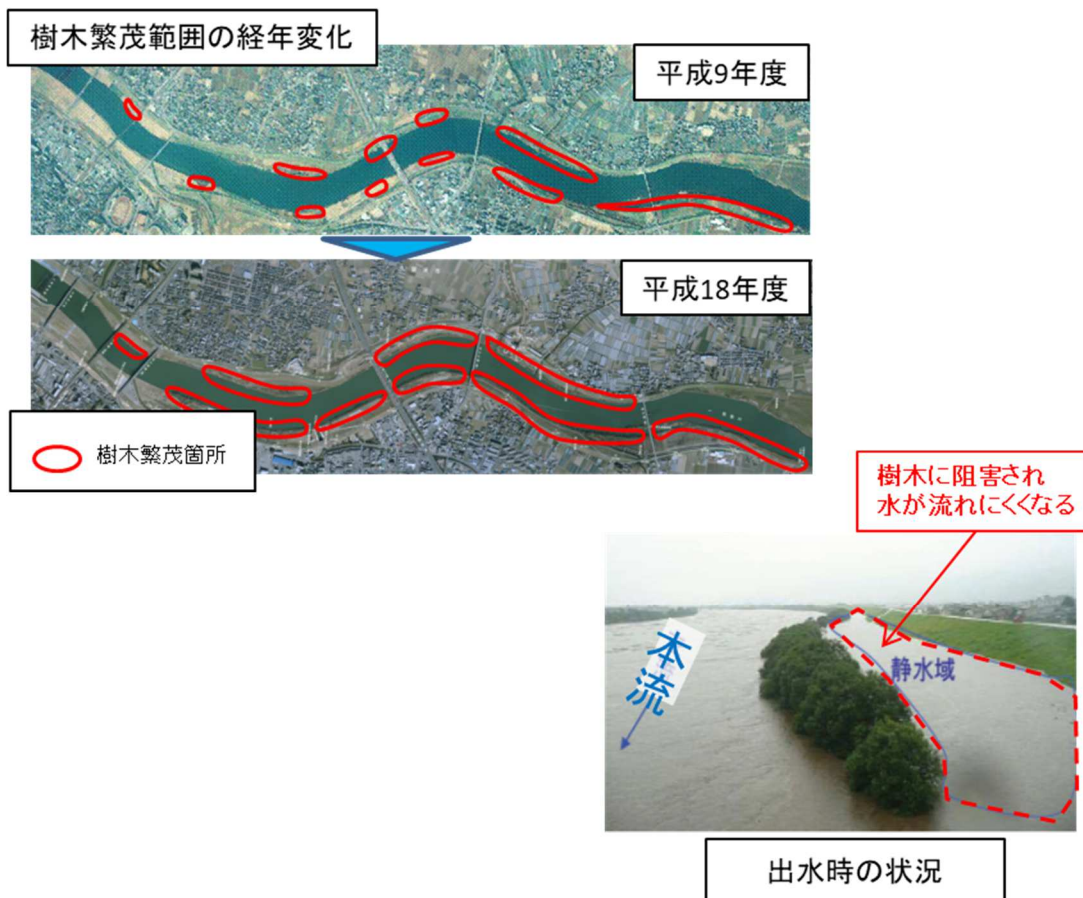 樹木繁茂範囲の経年変化
平成9年度
平成18年度
樹木繁茂箇所
樹木に阻害され
水が流れにくくなる
本流
静水域
出水時の状況